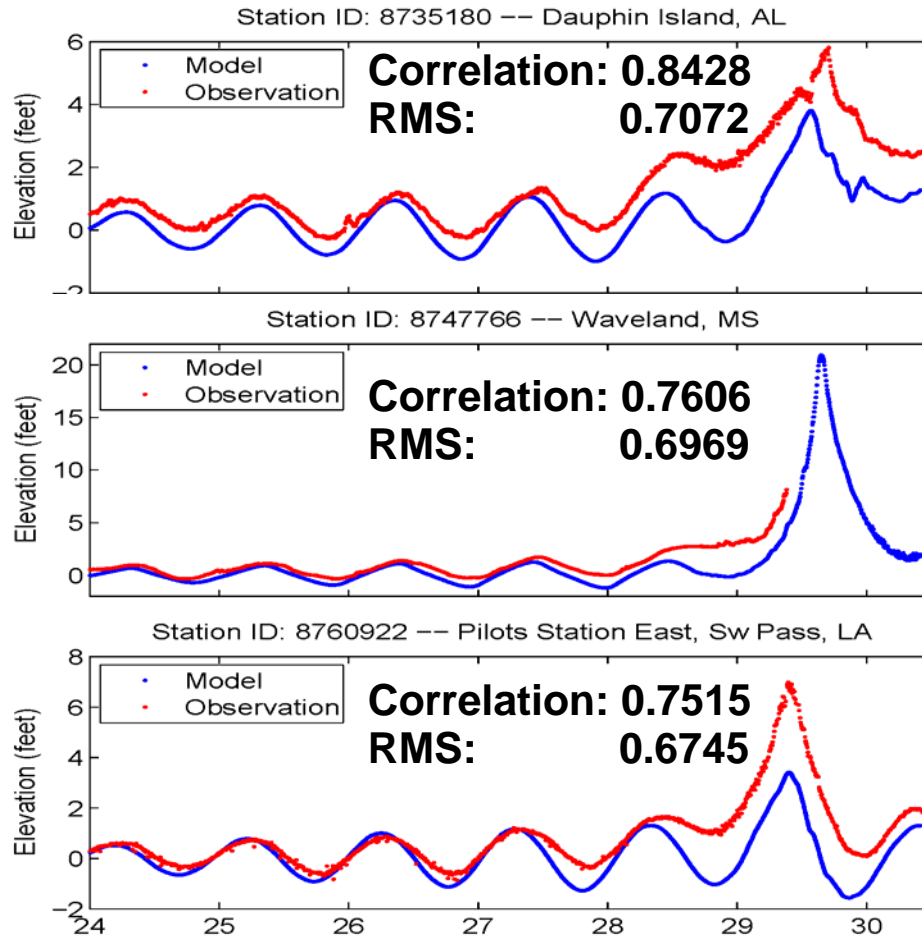 Station ID: 8735180 -- Dauphin Island, AL
Model
Observation
Correlation: 0.8428
RMS: 0.7072
Elevation (feet)
6
4
2
0
-2
Station ID: 8747766 -- Waveland, MS
Model
Observation
Correlation: 0.7606
RMS: 0.6969
Elevation (feet)
20
15
10
5
0
Station ID: 8760922 -- Pilots Station East, Sw Pass, LA
Model
Observation
Correlation: 0.7515
RMS: 0.6745
Elevation (feet)
8
6
4
2
0
-2
24 25 26 27 28 29 30